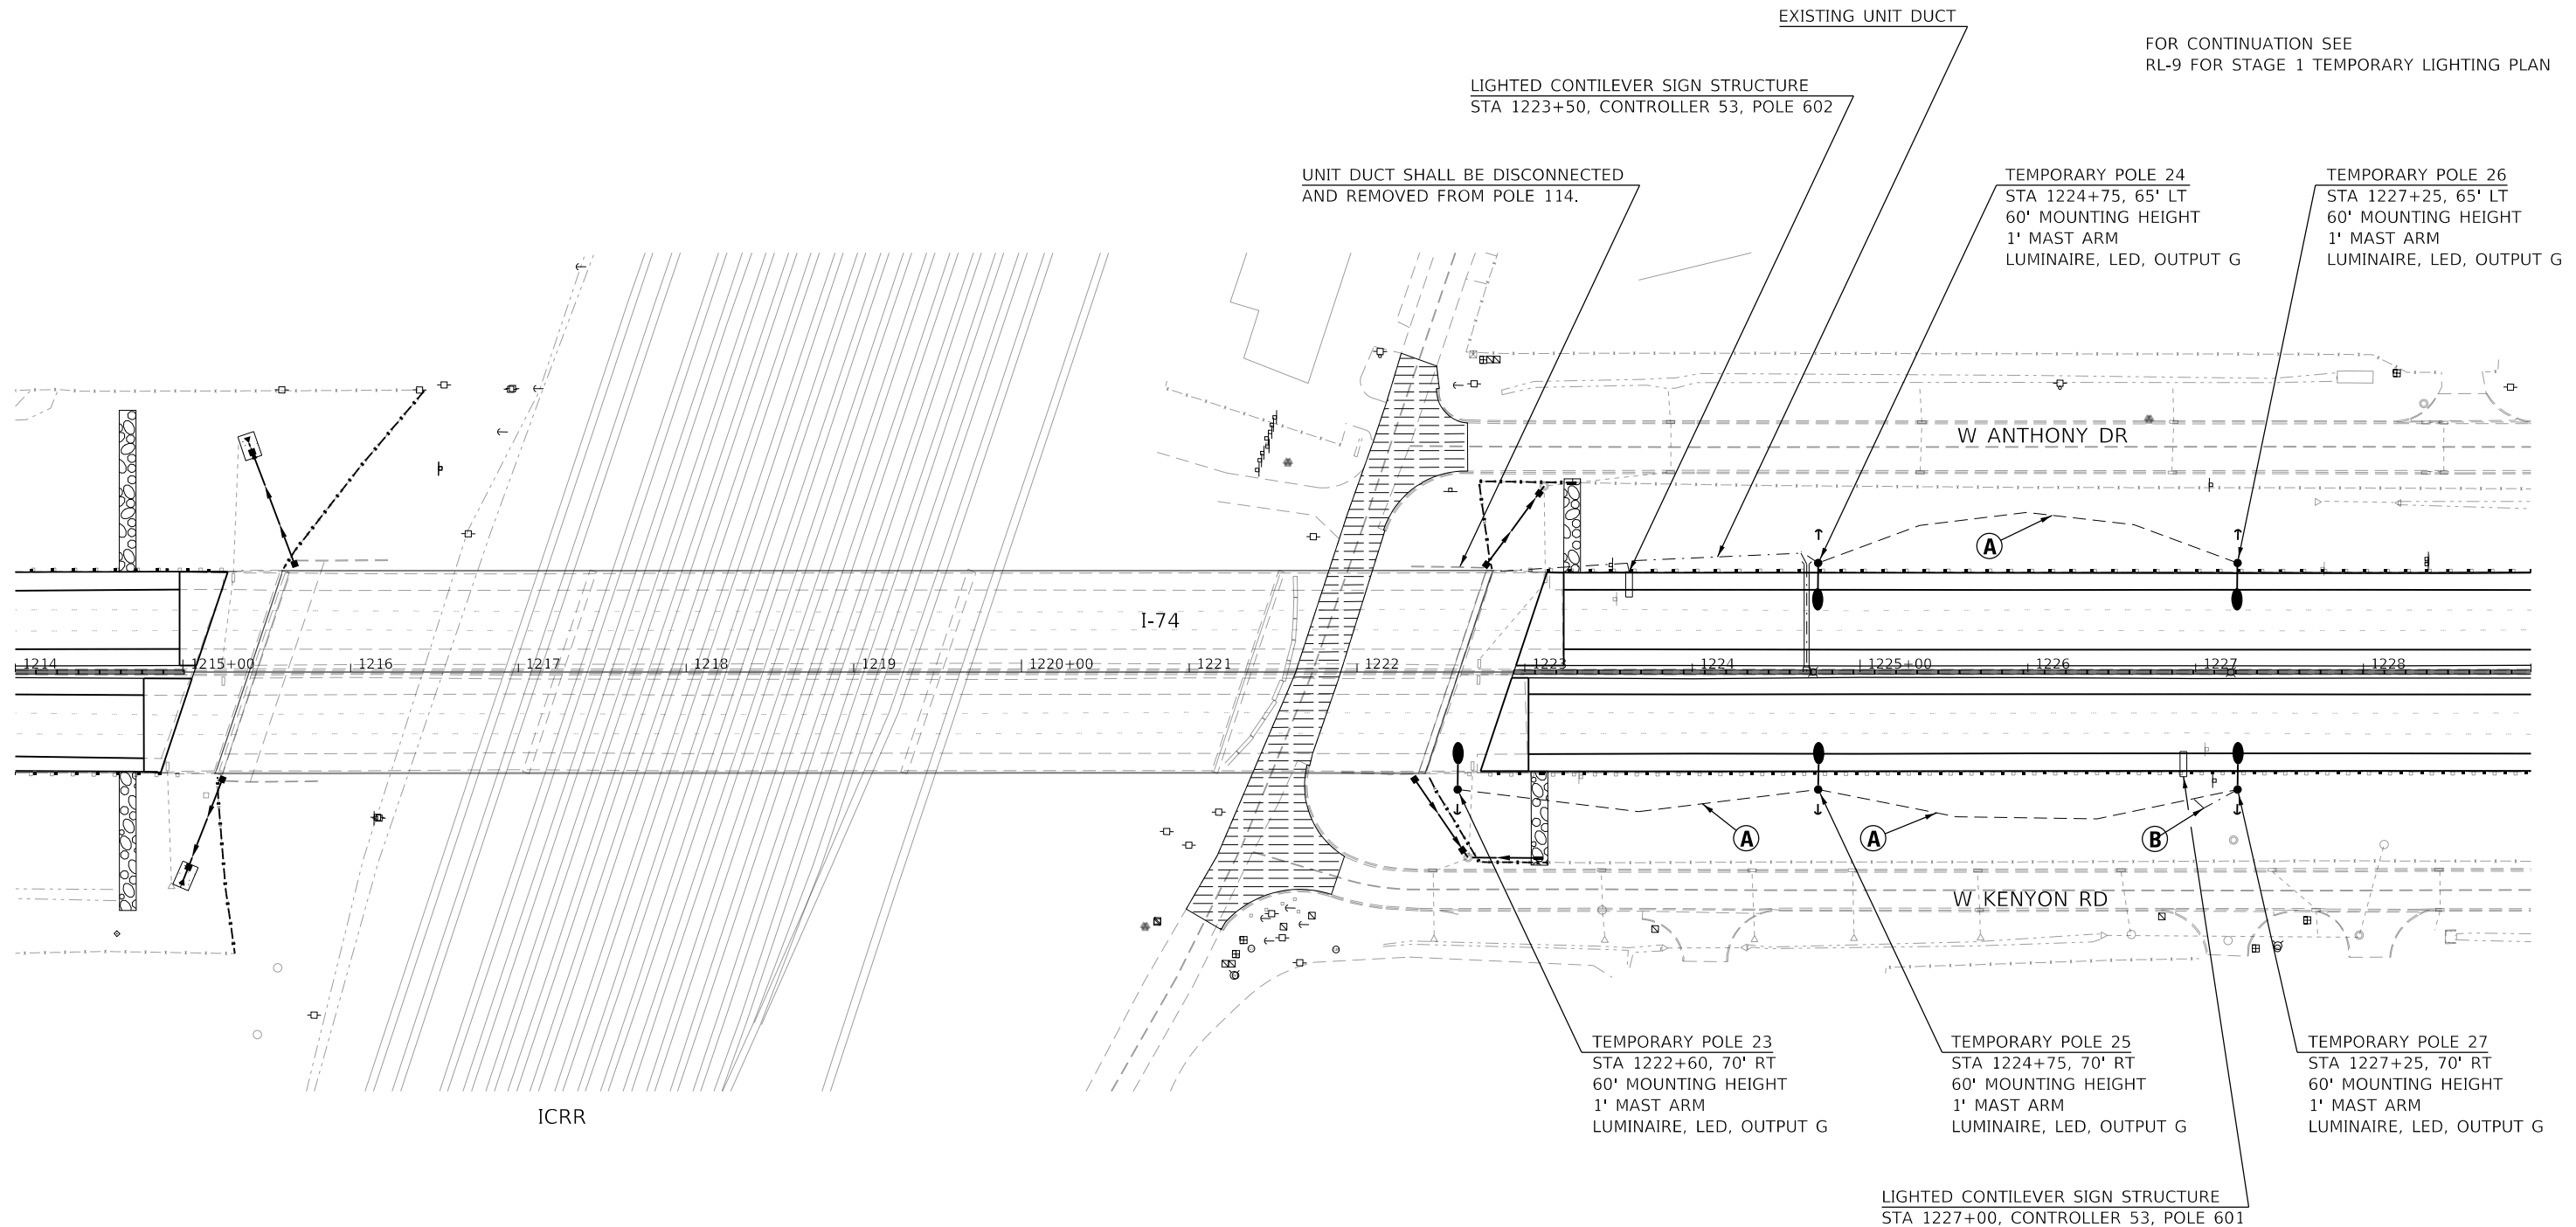 EXISTING UNIT DUCT
FOR CONTINUATION SEE
RL-9 FOR STAGE 1 TEMPORARY LIGHTING PLAN
LIGHTED CONTILEVER SIGN STRUCTURE
STA 1223+50, CONTROLLER 53, POLE 602
UNIT DUCT SHALL BE DISCONNECTED
AND REMOVED FROM POLE 114.
TEMPORARY POLE 24
STA 1224+75, 65' LT
60' MOUNTING HEIGHT
1' MAST ARM
LUMINAIRE, LED, OUTPUT G
TEMPORARY POLE 26
STA 1227+25, 65' LT
60' MOUNTING HEIGHT
1' MAST ARM
LUMINAIRE, LED, OUTPUT G
W ANTHONY DR
A
I-74
1214
1215+00
1216
1217
1218
1219
1220+00
1221
1222
1223
1224
1225+00
1226
1227
1228
A
A
B
W KENYON RD
TEMPORARY POLE 23
STA 1222+60, 70' RT
60' MOUNTING HEIGHT
1' MAST ARM
LUMINAIRE, LED, OUTPUT G
TEMPORARY POLE 25
STA 1224+75, 70' RT
60' MOUNTING HEIGHT
1' MAST ARM
LUMINAIRE, LED, OUTPUT G
TEMPORARY POLE 27
STA 1227+25, 70' RT
60' MOUNTING HEIGHT
1' MAST ARM
LUMINAIRE, LED, OUTPUT G
ICRR
LIGHTED CONTILEVER SIGN STRUCTURE
STA 1227+00, CONTROLLER 53, POLE 601